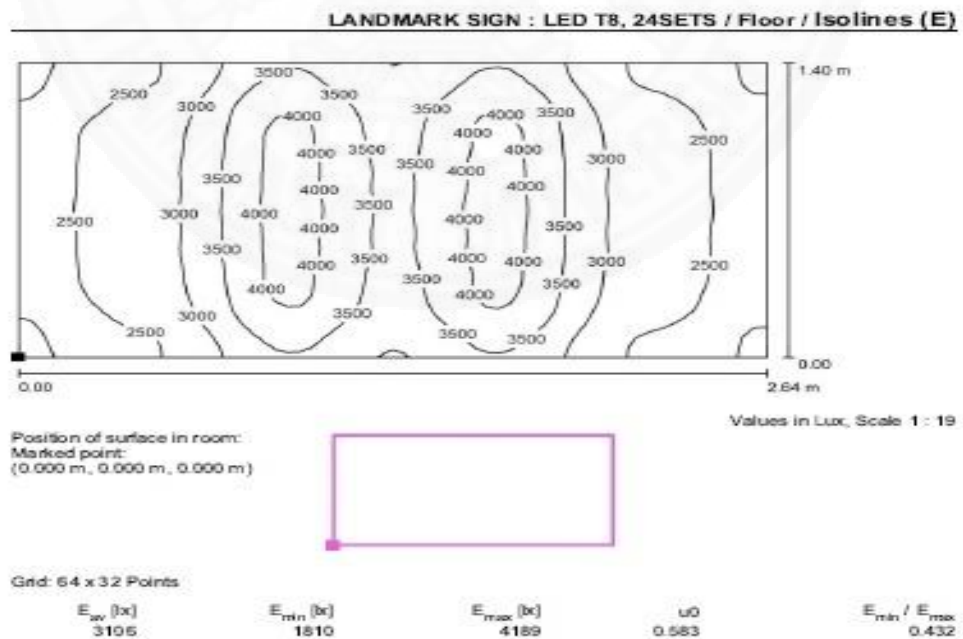 LANDMARK SIGN : LED T8, 24SETS / Floor / Isolines (E)
3500 1.40 m
2500 3500
3000 4000 3500 4000 3500
4000
2500
4000 3500 4000
3500 3000
4000
3500
4000 4000
3500
3000 4000
2500 4000
4000 3500
3500
4000 3500 4000 4000 3000 2500
3500 3500
4000 4000
3000 3500
2500 3500 3500
0.00
0.00 2.64 m
Values in Lux, Scale 1 : 19
Position of surface in room:
Marked point:
(0.000 m, 0.000 m, 0.000 m)
Grid: 64 x 32 Points
Eav [lx] Emin [lx] Emax [lx] u0 Emin / Emax
3105 1810 4189 0.583 0.432